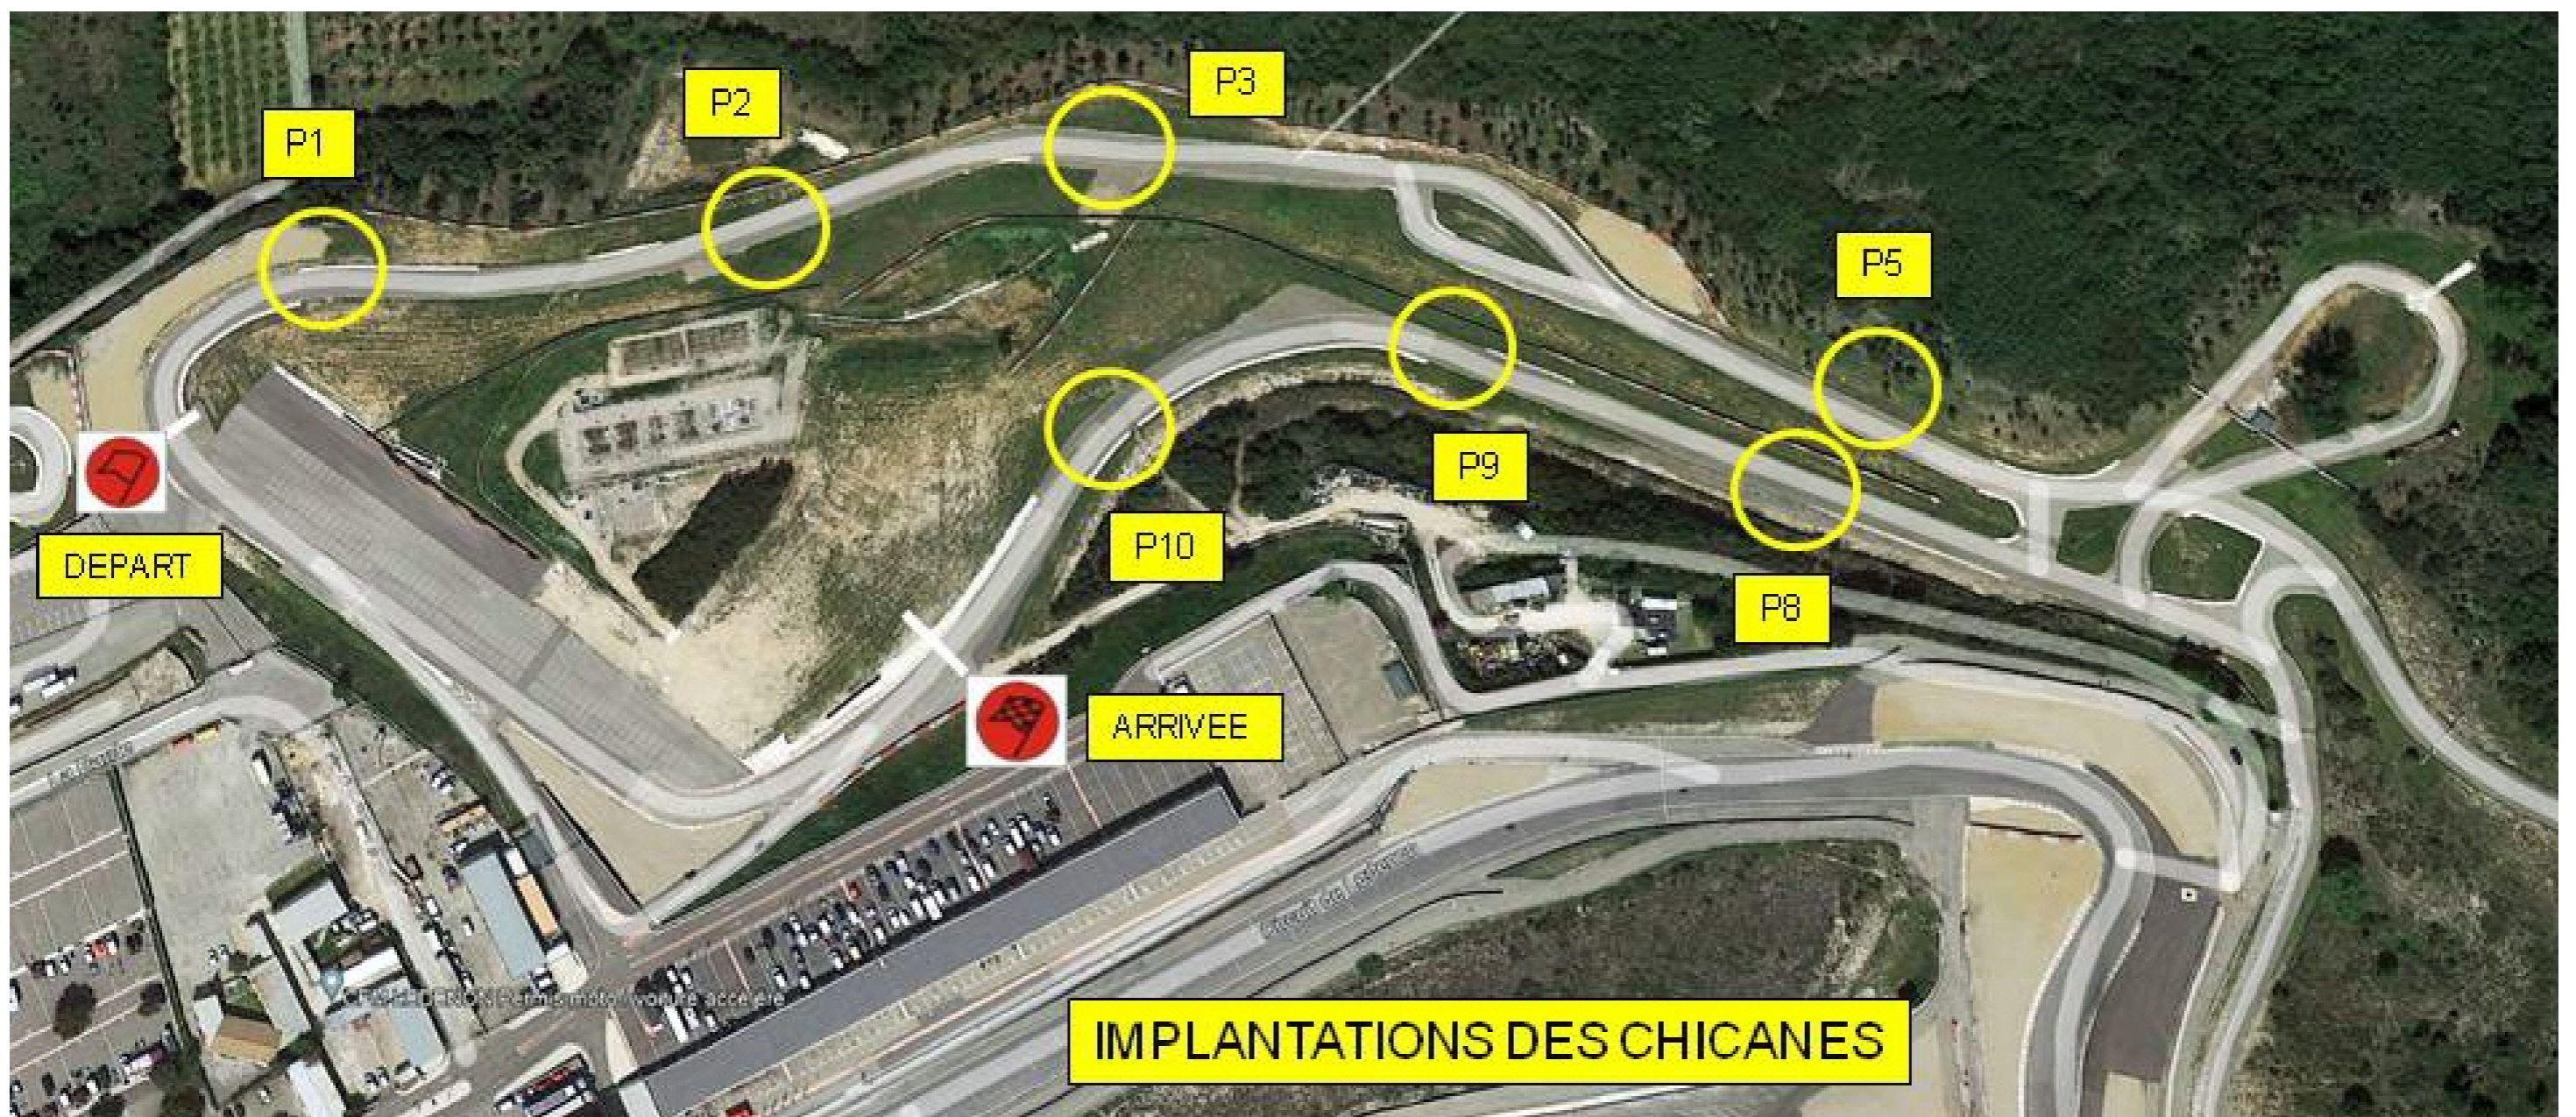 P1
P2
P3
P5
DEPART
P10
P9
P8
ARRIVEE
IMPLANTATIONS DES CHICANES